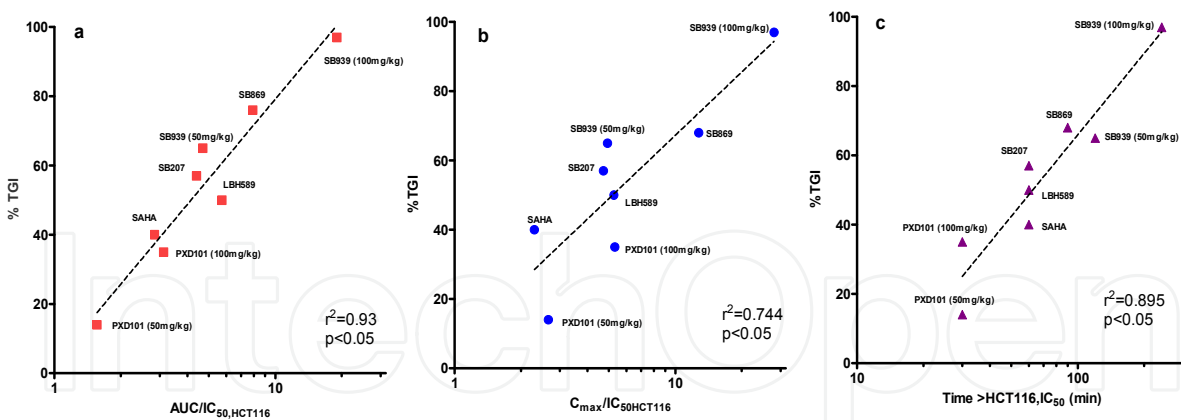 a
100
80
60
40
20
0
% TGI
SB939 (100mg/kg)
SB869
SB939 (50mg/kg)
SB207
LBH589
SAHA
PXD101 (100mg/kg)
PXD101 (50mg/kg)
r²=0.93
p<0.05
1
10
AUC/IC50,HCT116
b
100
80
60
40
20
0
% TGI
SB939 (100mg/kg)
SB939 (50mg/kg)
SB869
SB207
LBH589
SAHA
PXD101 (100mg/kg)
PXD101 (50mg/kg)
r²=0.744
p<0.05
1
10
Cmax/IC50HCT116
c
100
80
60
40
20
0
%TGI
SB939 (100mg/kg)
SB869
SB939 (50mg/kg)
SB207
LBH589
SAHA
PXD101 (100mg/kg)
PXD101 (50mg/kg)
r²=0.895
p<0.05
10
100
Time >HCT116,IC50 (min)
IntechOpen